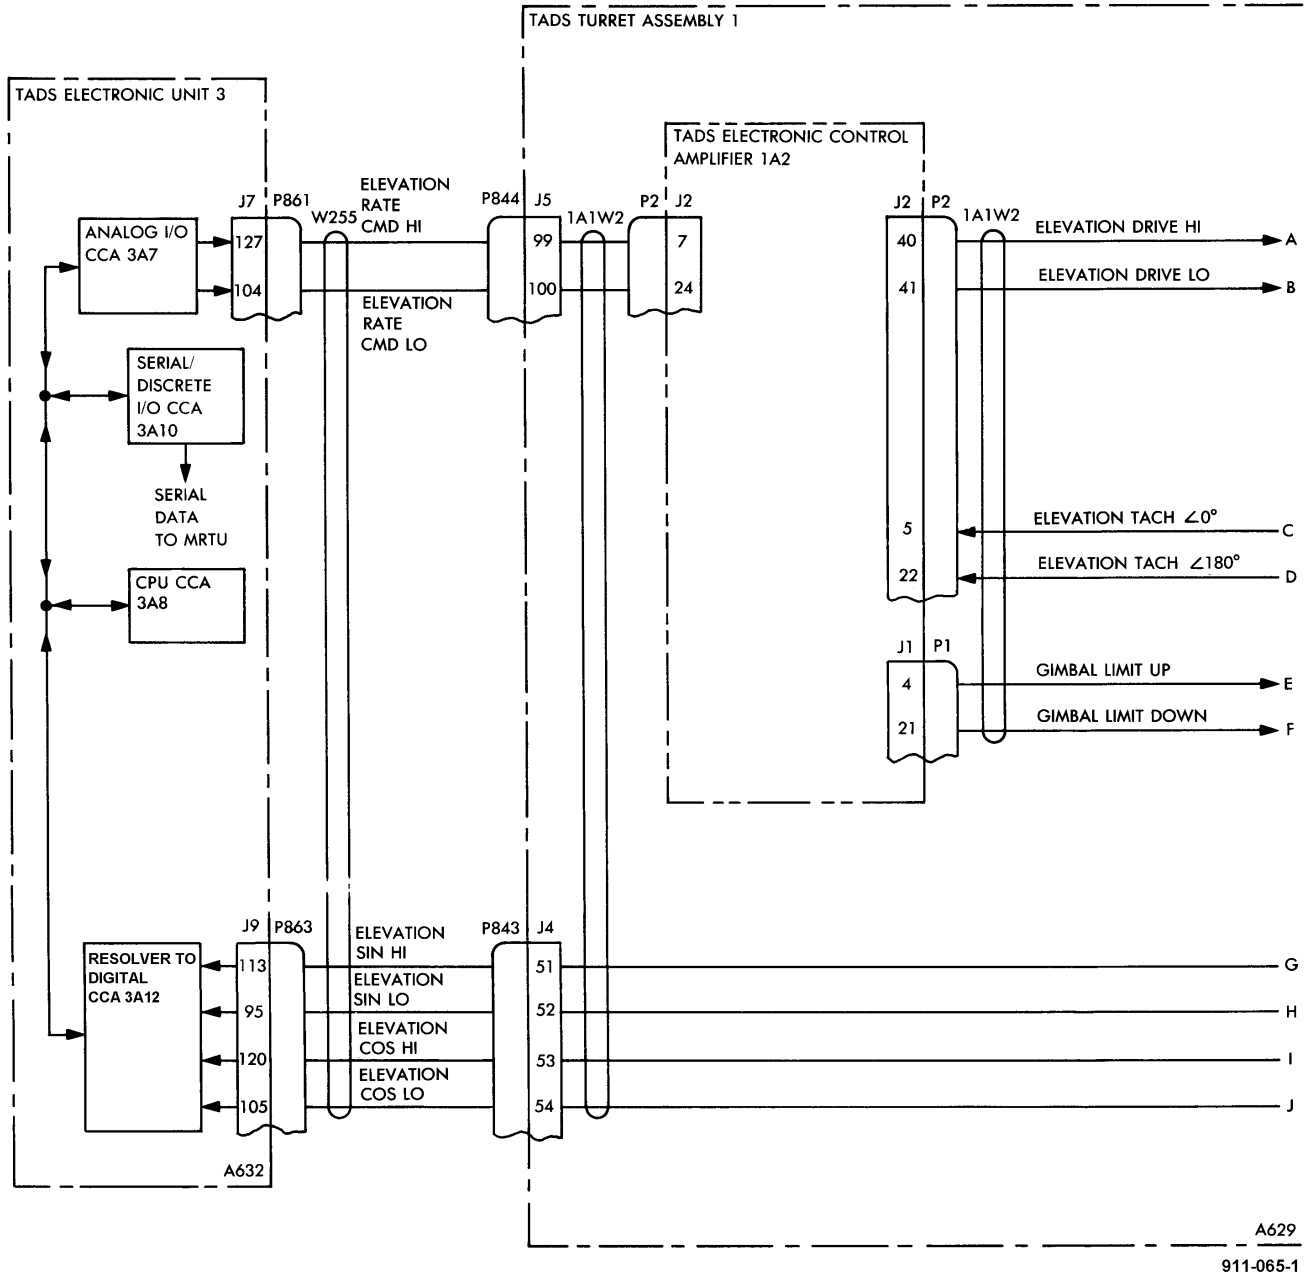 TADS TURRET ASSEMBLY 1
TADS ELECTRONIC UNIT 3
TADS ELECTRONIC CONTROL
AMPLIFIER 1A2
J7 P861
W255
ELEVATION
RATE
CMD HI
P844 J5
1A1W2
P2 J2
J2 P2
1A1W2
ANALOG I/O
CCA 3A7
127
104
99
100
7
24
40
41
ELEVATION DRIVE HI
A
ELEVATION DRIVE LO
B
ELEVATION
RATE
CMD LO
SERIAL/
DISCRETE
I/O CCA
3A10
SERIAL
DATA
TO MRTU
CPU CCA
3A8
5
ELEVATION TACH ∠0°
C
22
ELEVATION TACH ∠180°
D
J1 P1
4
GIMBAL LIMIT UP
E
21
GIMBAL LIMIT DOWN
F
J9 P863
P843 J4
RESOLVER TO
DIGITAL
CCA 3A12
113
ELEVATION
SIN HI
51
G
95
ELEVATION
SIN LO
52
H
120
ELEVATION
COS HI
53
I
105
ELEVATION
COS LO
54
J
A632
A629
911-065-1